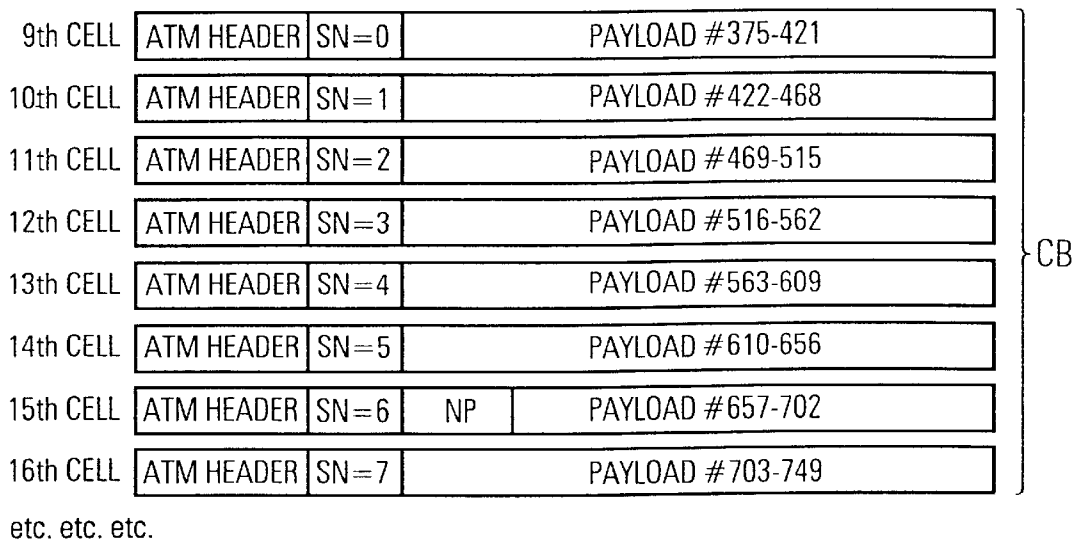 9th CELL ATM HEADER SN=0 PAYLOAD #375-421
10th CELL ATM HEADER SN=1 PAYLOAD #422-468
11th CELL ATM HEADER SN=2 PAYLOAD #469-515
12th CELL ATM HEADER SN=3 PAYLOAD #516-562
13th CELL ATM HEADER SN=4 PAYLOAD #563-609
CB
14th CELL ATM HEADER SN=5 PAYLOAD #610-656
15th CELL ATM HEADER SN=6 NP PAYLOAD #657-702
16th CELL ATM HEADER SN=7 PAYLOAD #703-749
etc. etc. etc.